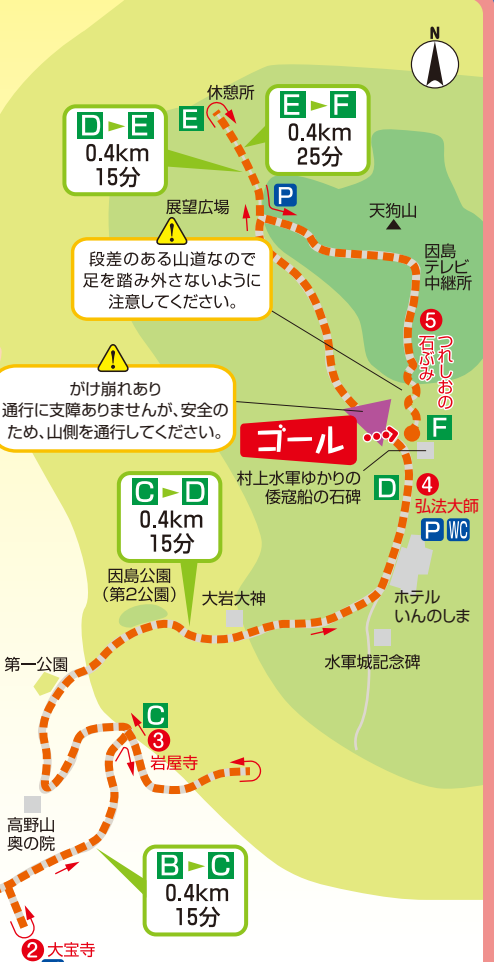 N
休憩所
E
D E
0.4km
15分
E F
0.4km
25分
展望広場
P
天狗山
段差のある山道なので
足を踏み外さないように
注意してください。
因島
テレビ
中継所
5
つれしおの
石ぶみ
がけ崩れあり
通行に支障ありませんが、安全の
ため、山側を通行してください。
ゴール
F
村上水軍ゆかりの
倭寇船の石碑
D
4
弘法大師
P WC
C D
0.4km
15分
因島公園
(第2公園)
大岩大神
ホテル
いんのしま
水軍城記念碑
第一公園
C
3
岩屋寺
高野山
奥の院
B C
0.4km
15分
2 大宝寺